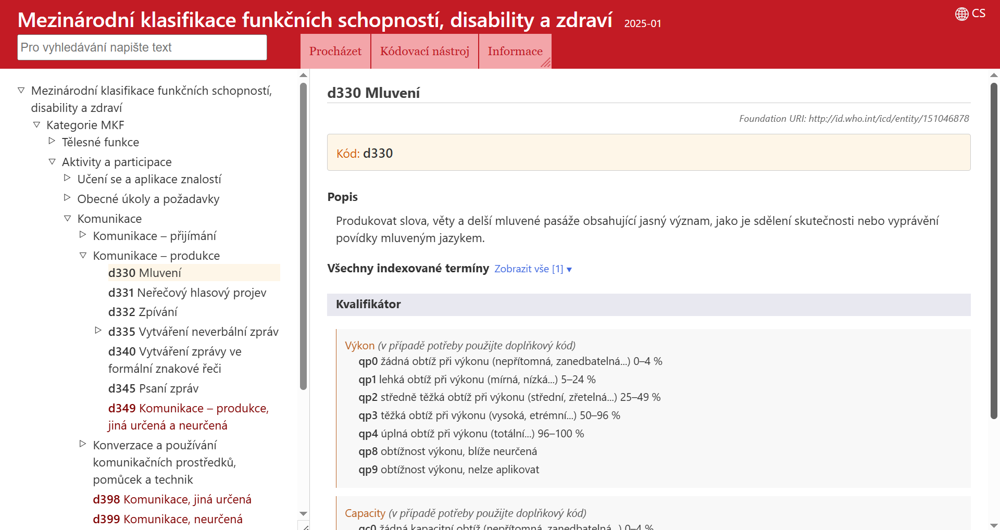 Mezinárodní klasifikace funkčních schopností, disability a zdraví 2025-01
CS
Pro vyhledávání napište text
Procházet
Kódovací nástroj
Informace
Mezinárodní klasifikace funkčních schopností,
disability a zdraví
Kategorie MKF
Tělesné funkce
Aktivity a participace
Učení se a aplikace znalostí
Obecné úkoly a požadavky
Komunikace
Komunikace – přijímání
Komunikace – produkce
d330 Mluvení
d331 Neřečový hlasový projev
d332 Zpívání
d335 Vytváření neverbální zpráv
d340 Vytváření zprávy ve
formální znakové řeči
d345 Psaní zpráv
d349 Komunikace – produkce,
jiná určená a neurčená
Konverzace a používání
komunikačních prostředků,
pomůcek a technik
d398 Komunikace, jiná určená
d399 Komunikace, neurčená
d330 Mluvení
Foundation URI: http://id.who.int/icd/entity/151046878
Kód: d330
Popis
Produkovat slova, věty a delší mluvené pasáže obsahující jasný význam, jako je sdělení skutečnosti nebo vyprávění
povídky mluveným jazykem.
Všechny indexované termíny Zobrazit vše [1]
Kvalifikátor
Výkon (v případě potřeby použijte doplňkový kód)
qp0 žádná obtíž při výkonu (nepřítomná, zanedbatelná...) 0–4 %
qp1 lehká obtíž při výkonu (mírná, nízká...) 5–24 %
qp2 středně těžká obtíž při výkonu (střední, zřetelná...) 25–49 %
qp3 těžká obtíž při výkonu (vysoká, etrémní...) 50–96 %
qp4 úplná obtíž při výkonu (totální...) 96–100 %
qp8 obtížnost výkonu, blíže neurčená
qp9 obtížnost výkonu, nelze aplikovat
Capacity (v případě potřeby použijte doplňkový kód)
qc0 žádná kapacitní obtíž (nepřítomná, zanedbatelná...) 0–4 %